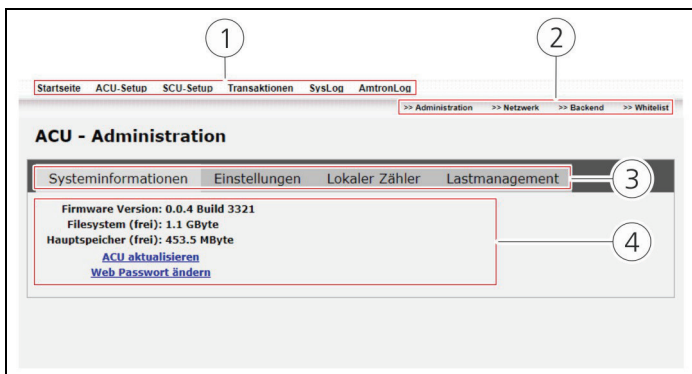 1
2
Startseite ACU-Setup SCU-Setup Transaktionen SysLog AmtronLog
>> Administration >> Netzwerk >> Backend >> Whitelist
ACU - Administration
Systeminformationen Einstellungen Lokaler Zähler Lastmanagement
3
Firmware Version: 0.0.4 Build 3321
Filesystem (frei): 1.1 GByte
Hauptspeicher (frei): 453.5 MByte
4
ACU aktualisieren
Web Passwort ändern